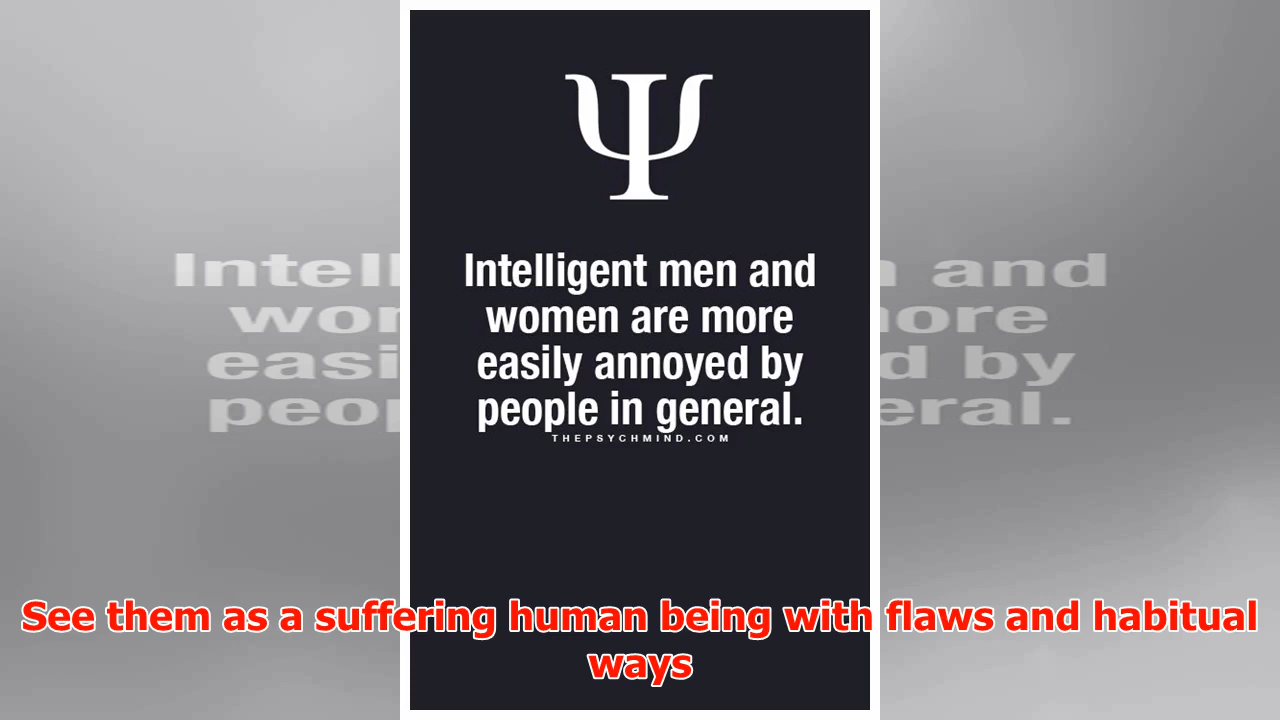 Ψ
Intelligent men and
women are more
easily annoyed by
people in general.
THEPSYCHMIND.COM
See them as a suffering human being with flaws and habitual
ways